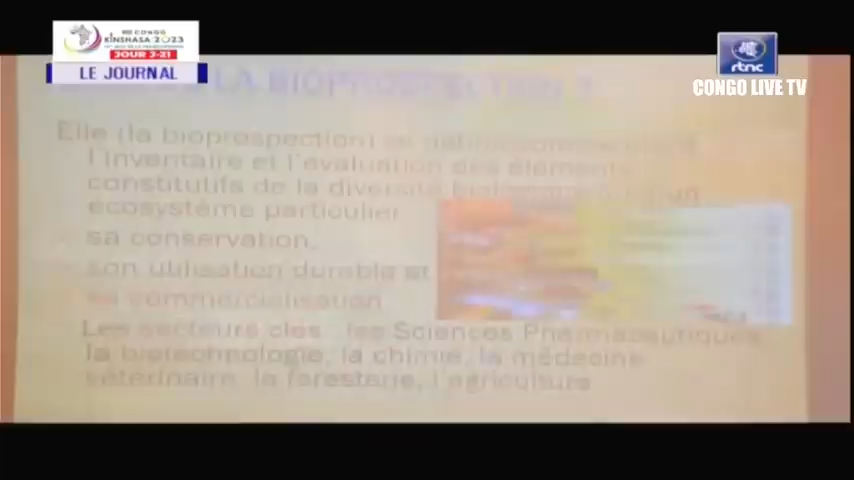 RD CONGO
KINSHASA 2023
JOUR J-21
LE JOURNAL
rtnc
CONGO LIVE TV
LA BIOPROSPECTION ?
Elle (la bioprospection) se
l'inventaire et l'évaluation des éléments
constitutifs de la diversité
écosystème particulier
sa conservation,
son utilisation durable et
sa commercialisation
Les secteurs clés : les Sciences Pharmaceutiques,
la biotechnologie, la chimie, la médecine
vétérinaire, la foresterie, l'agriculture